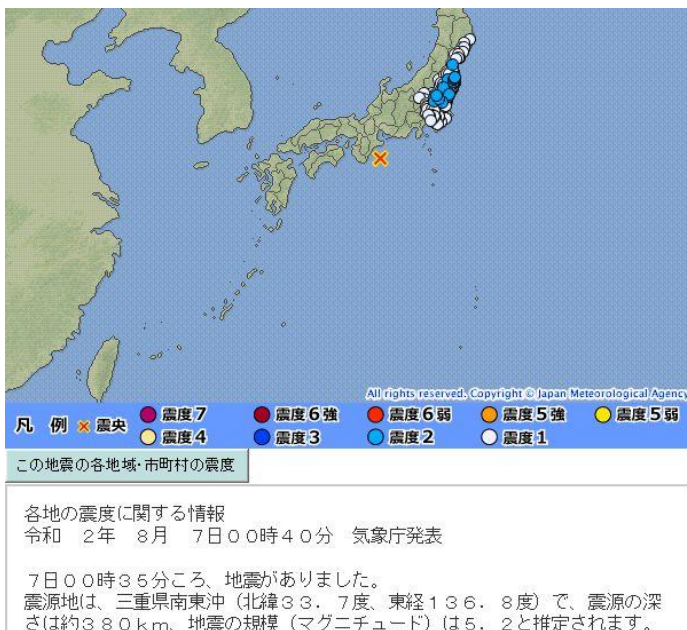 All rights reserved. Copyright © Japan Meteorological Agency
凡 例 × 震央 震度7 震度6強 震度6弱 震度5強 震度5弱
震度4 震度3 震度2 震度1
この地震の各地域・市町村の震度
各地の震度に関する情報
令和 2年 8月 7日00時40分 気象庁発表
7日00時35分ころ、地震がありました。
震源地は、三重県南東沖(北緯33.7度、東経136.8度)で、震源の深
さは約380km、地震の規模(マグニチュード)は5.2と推定されます。